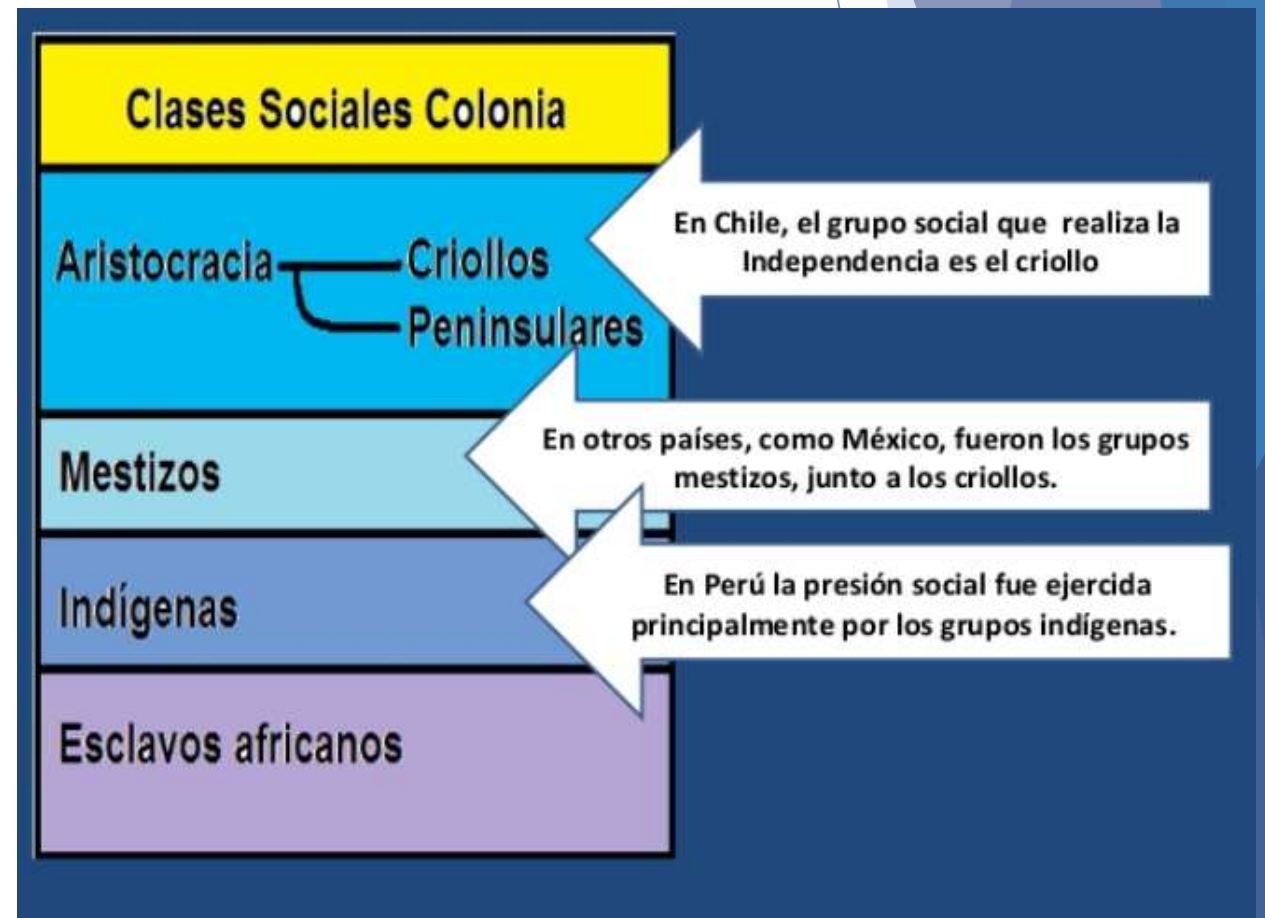 Clases Sociales Colonia
Aristocracia Criollos
Peninsulares
En Chile, el grupo social que realiza la
Independencia es el criollo
Mestizos
En otros países, como México, fueron los grupos
mestizos, junto a los criollos.
Indígenas
En Perú la presión social fue ejercida
principalmente por los grupos indígenas.
Esclavos africanos